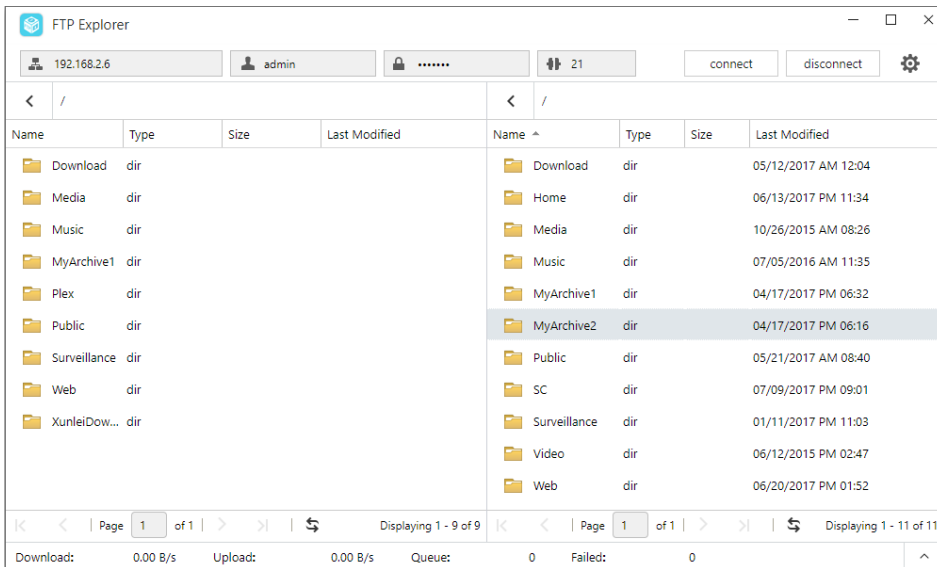 FTP Explorer
192.168.2.6 admin ••••••• 21 connect disconnect
/ /
Name Type Size Last Modified Name Type Size Last Modified
Download dir Download dir 05/12/2017 AM 12:04
Media dir Home dir 06/13/2017 PM 11:34
Music dir Media dir 10/26/2015 AM 08:26
MyArchive1 dir Music dir 07/05/2016 AM 11:35
Plex dir MyArchive1 dir 04/17/2017 PM 06:32
Public dir MyArchive2 dir 04/17/2017 PM 06:16
Surveillance dir Public dir 05/21/2017 AM 08:40
Web dir SC dir 07/09/2017 PM 09:01
XunleiDow... dir Surveillance dir 01/11/2017 PM 11:03
Video dir 06/12/2015 PM 02:47
Web dir 06/20/2017 PM 01:52
Page 1 of 1 Displaying 1 - 9 of 9 Page 1 of 1 Displaying 1 - 11 of 11
Download: 0.00 B/s Upload: 0.00 B/s Queue: 0 Failed: 0